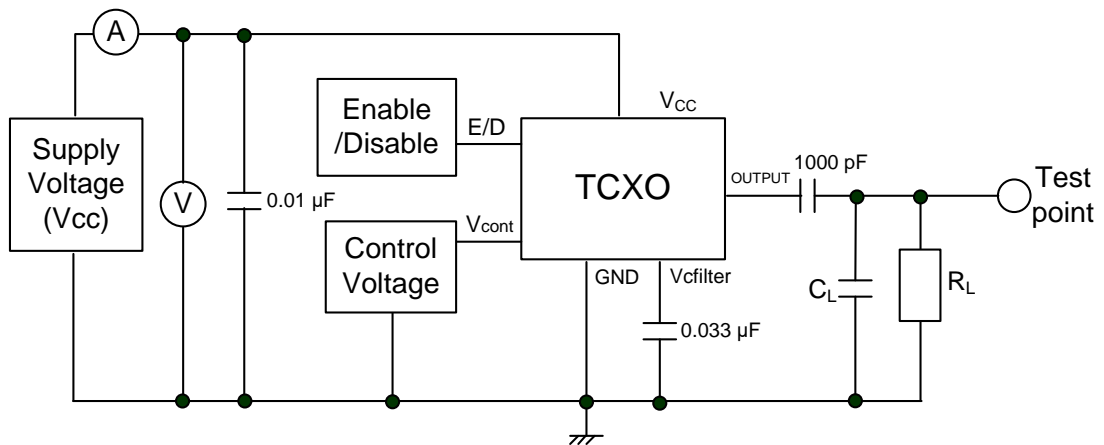 A
Supply
Voltage
(Vcc)
V
0.01 µF
Enable
/Disable
E/D
Control
Voltage
Vcont
VCC
TCXO
GND
Vcfilter
0.033 µF
OUTPUT
1000 pF
CL
RL
Test
point